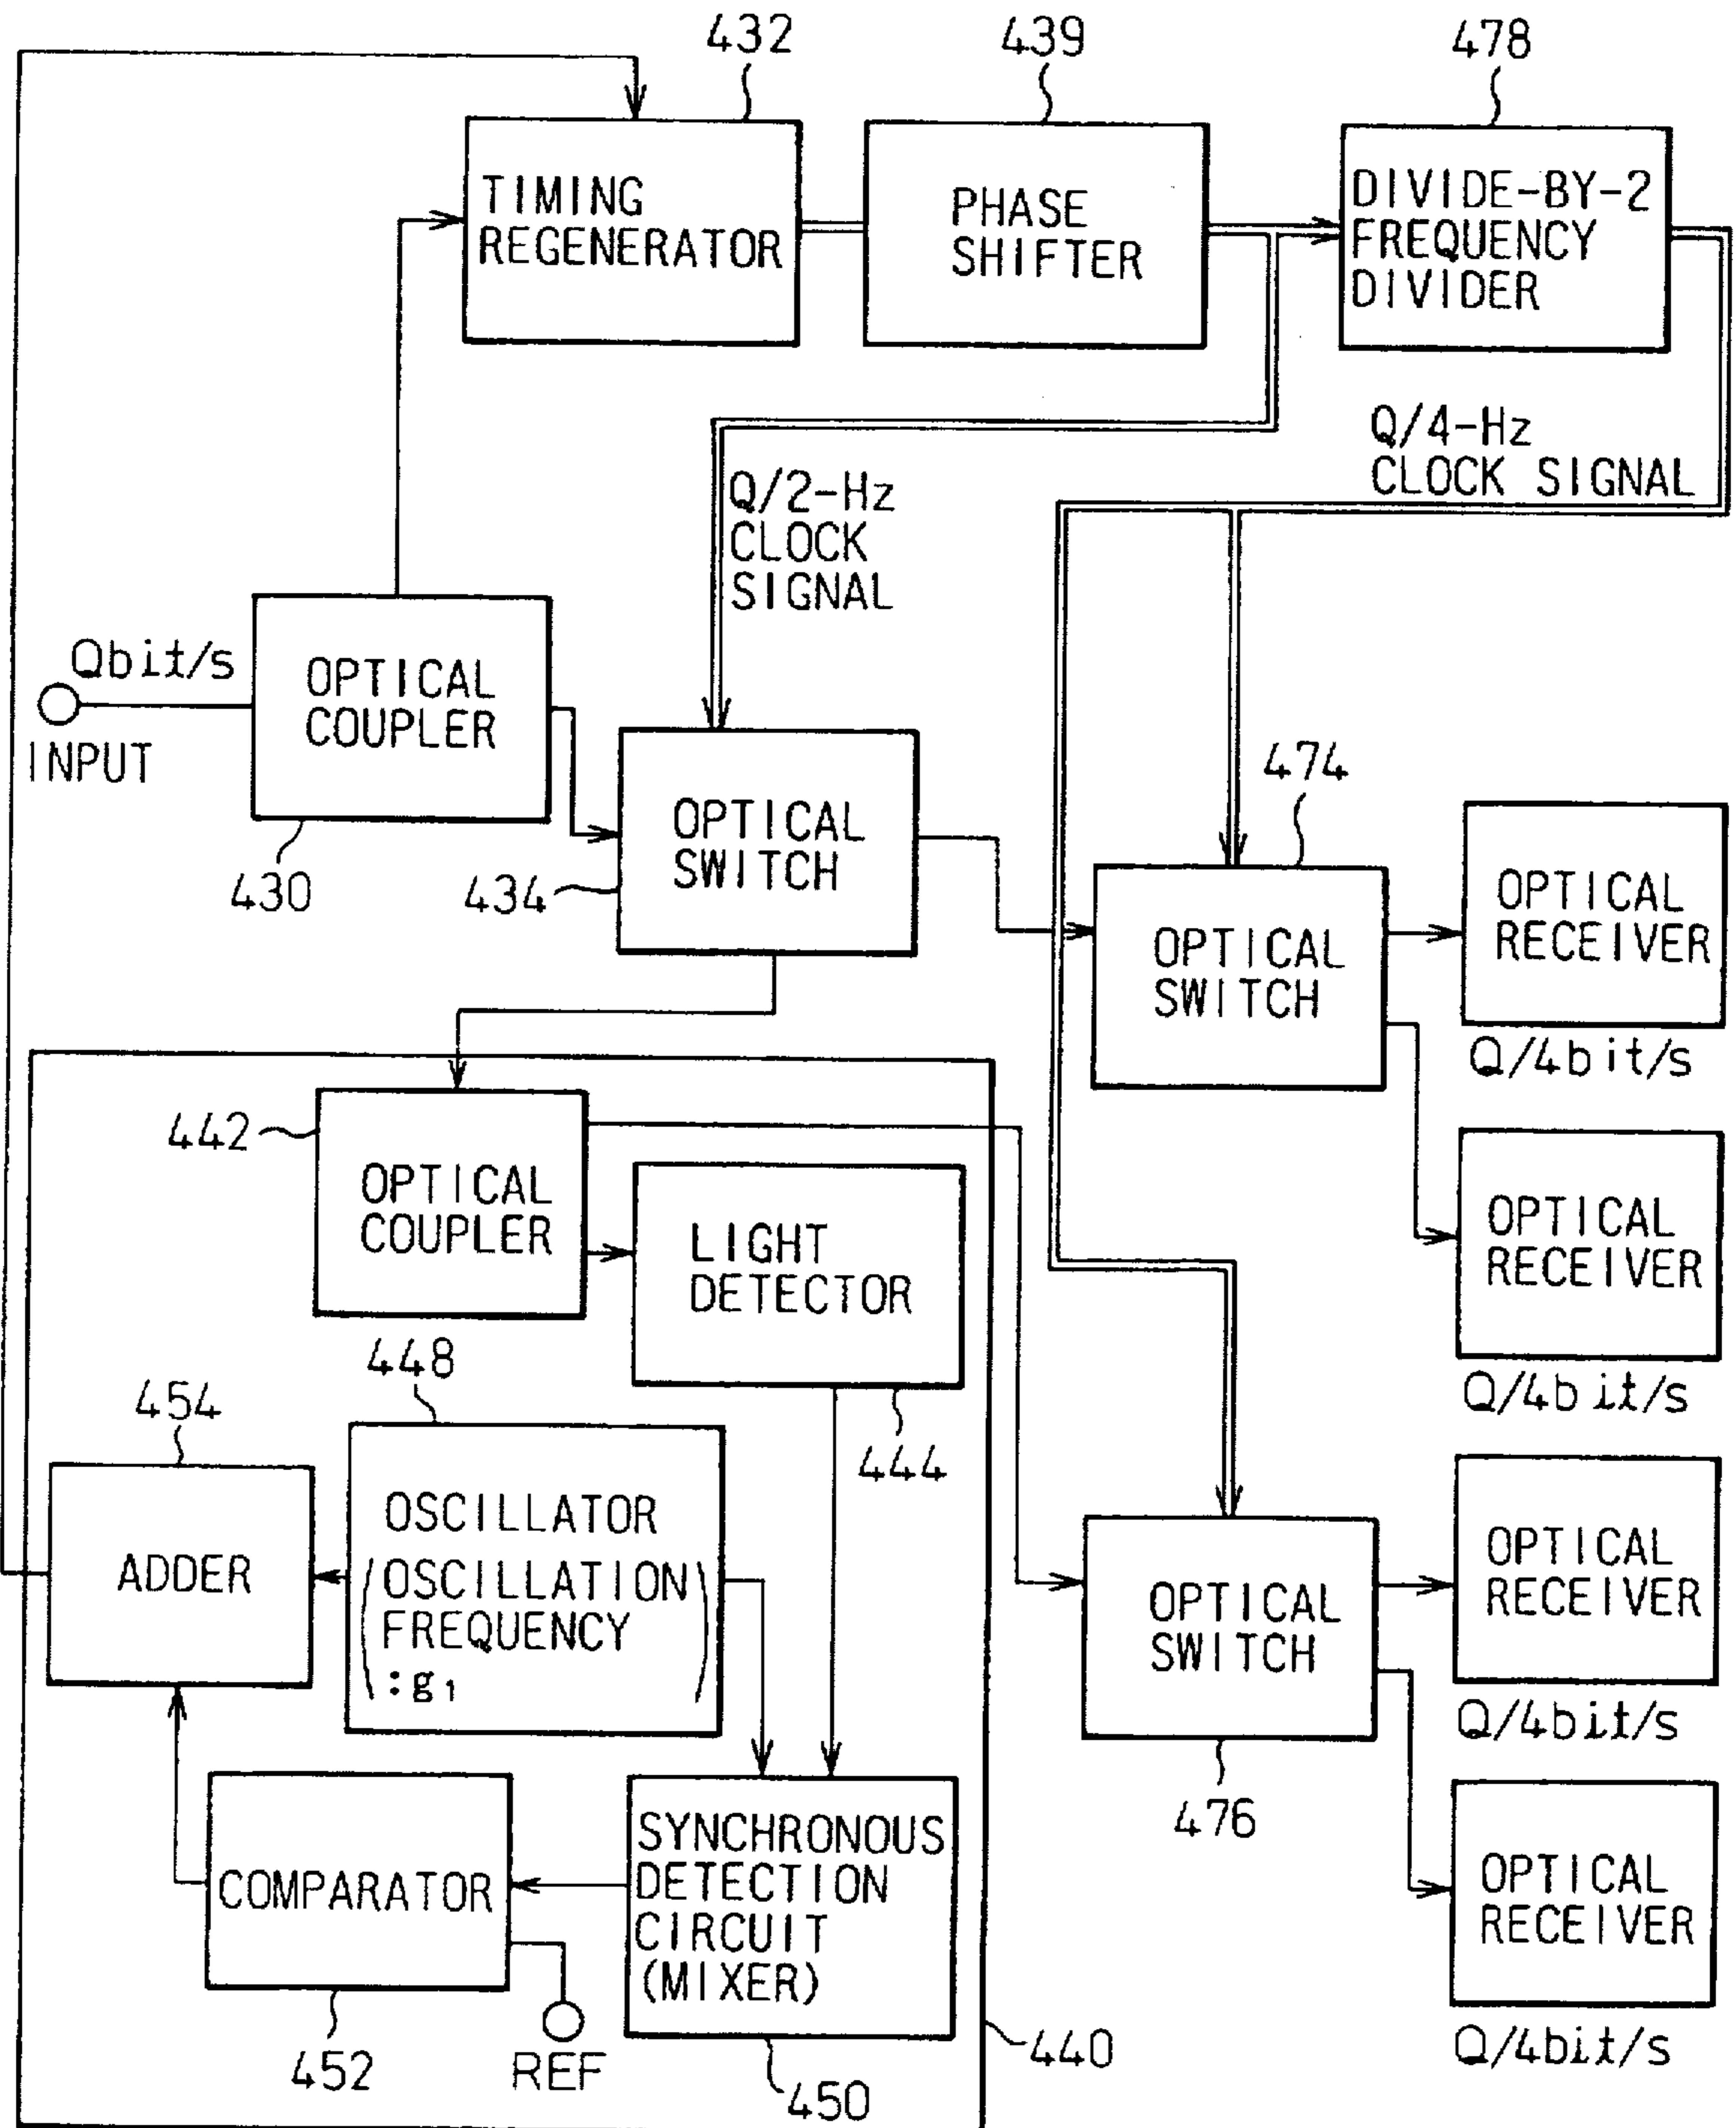 432
439
478
TIMING
REGENERATOR
PHASE
SHIFTER
DIVIDE-BY-2
FREQUENCY
DIVIDER
Q/4-Hz
CLOCK SIGNAL
Q/2-Hz
CLOCK
SIGNAL
Qbit/s
INPUT
OPTICAL
COUPLER
430
OPTICAL
SWITCH
434
474
OPTICAL
SWITCH
OPTICAL
RECEIVER
Q/4bit/s
442
OPTICAL
COUPLER
LIGHT
DETECTOR
444
OPTICAL
RECEIVER
Q/4bit/s
448
454
ADDER
OSCILLATOR
(OSCILLATION
FREQUENCY
:g₁)
OPTICAL
SWITCH
476
OPTICAL
RECEIVER
Q/4bit/s
COMPARATOR
452
REF
SYNCHRONOUS
DETECTION
CIRCUIT
(MIXER)
450
440
OPTICAL
RECEIVER
Q/4bit/s